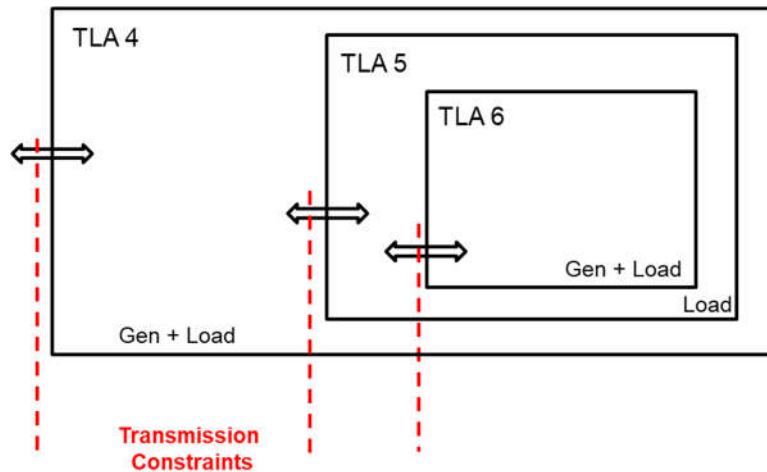 TLA 4
TLA 5
TLA 6
Gen + Load
Load
Gen + Load
Transmission
Constraints